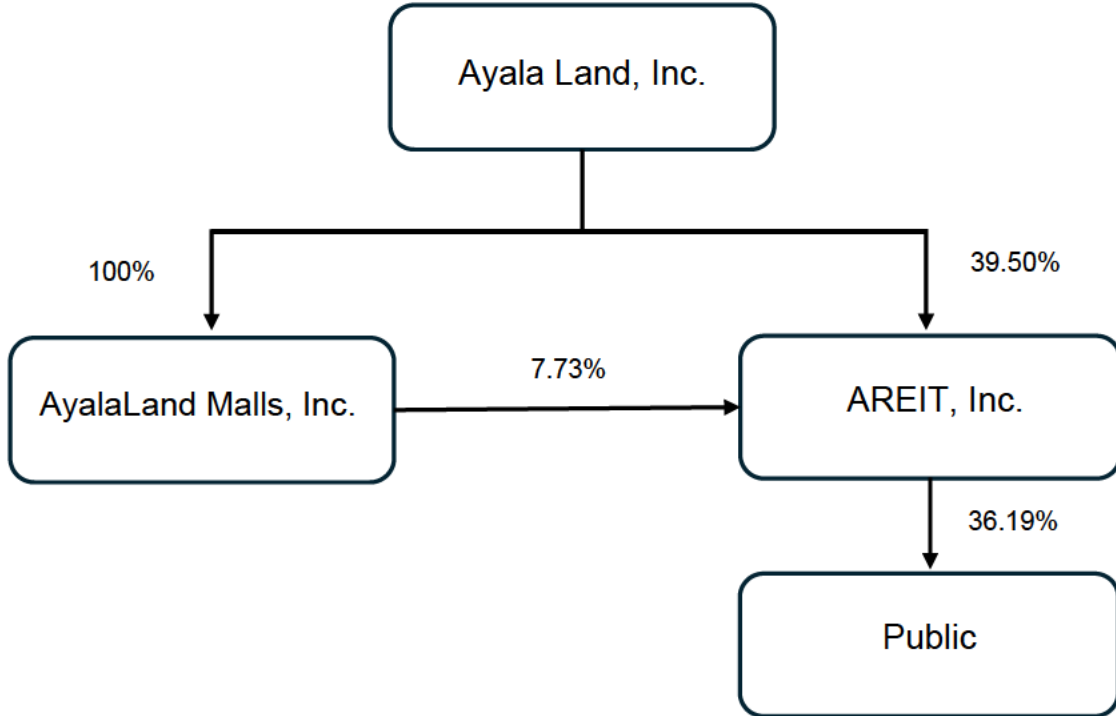 Ayala Land, Inc.
100%
39.50%
AyalaLand Malls, Inc.
7.73%
AREIT, Inc.
36.19%
Public